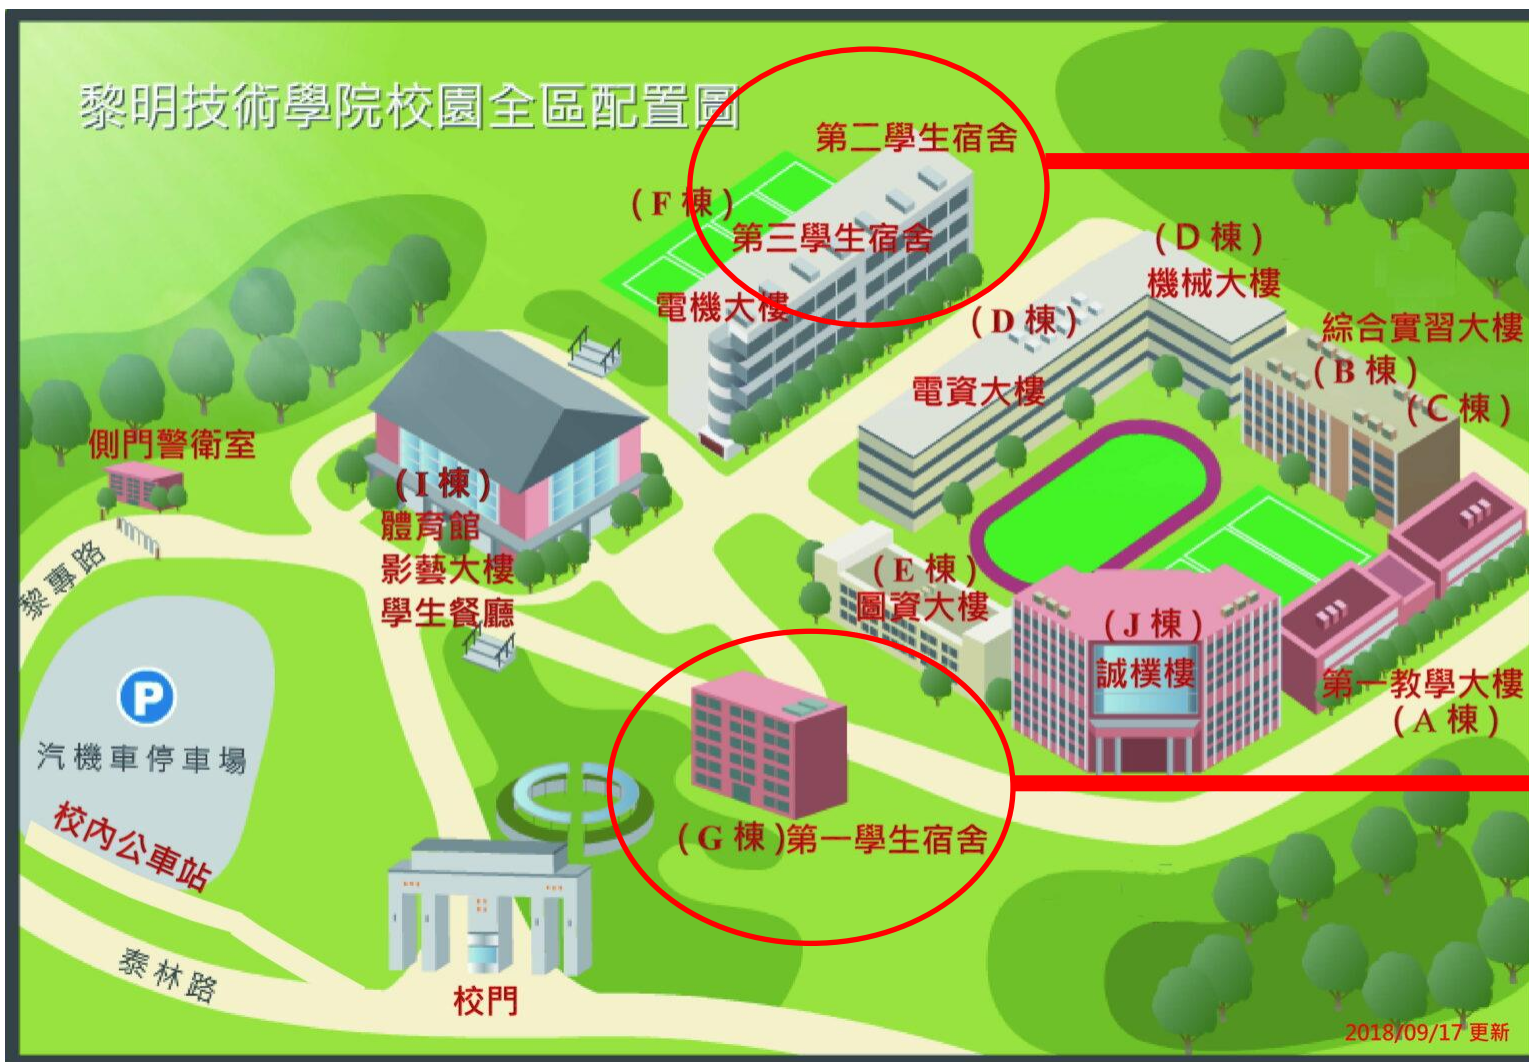 黎明技術學院校園全區配置圖
第二學生宿舍
(F 棟)
第三學生宿舍
電機大樓
(D 棟)
機械大樓
(D 棟)
電資大樓
綜合實習大樓
(B 棟)
(C 棟)
側門警衛室
(I 棟)
體育館
影藝大樓
學生餐廳
黎專路
(E 棟)
圖資大樓
(J 棟)
誠樸樓
第一教學大樓
(A 棟)
P
汽機車停車場
校內公車站
(G 棟)第一學生宿舍
泰林路
校門
2018/09/17 更新